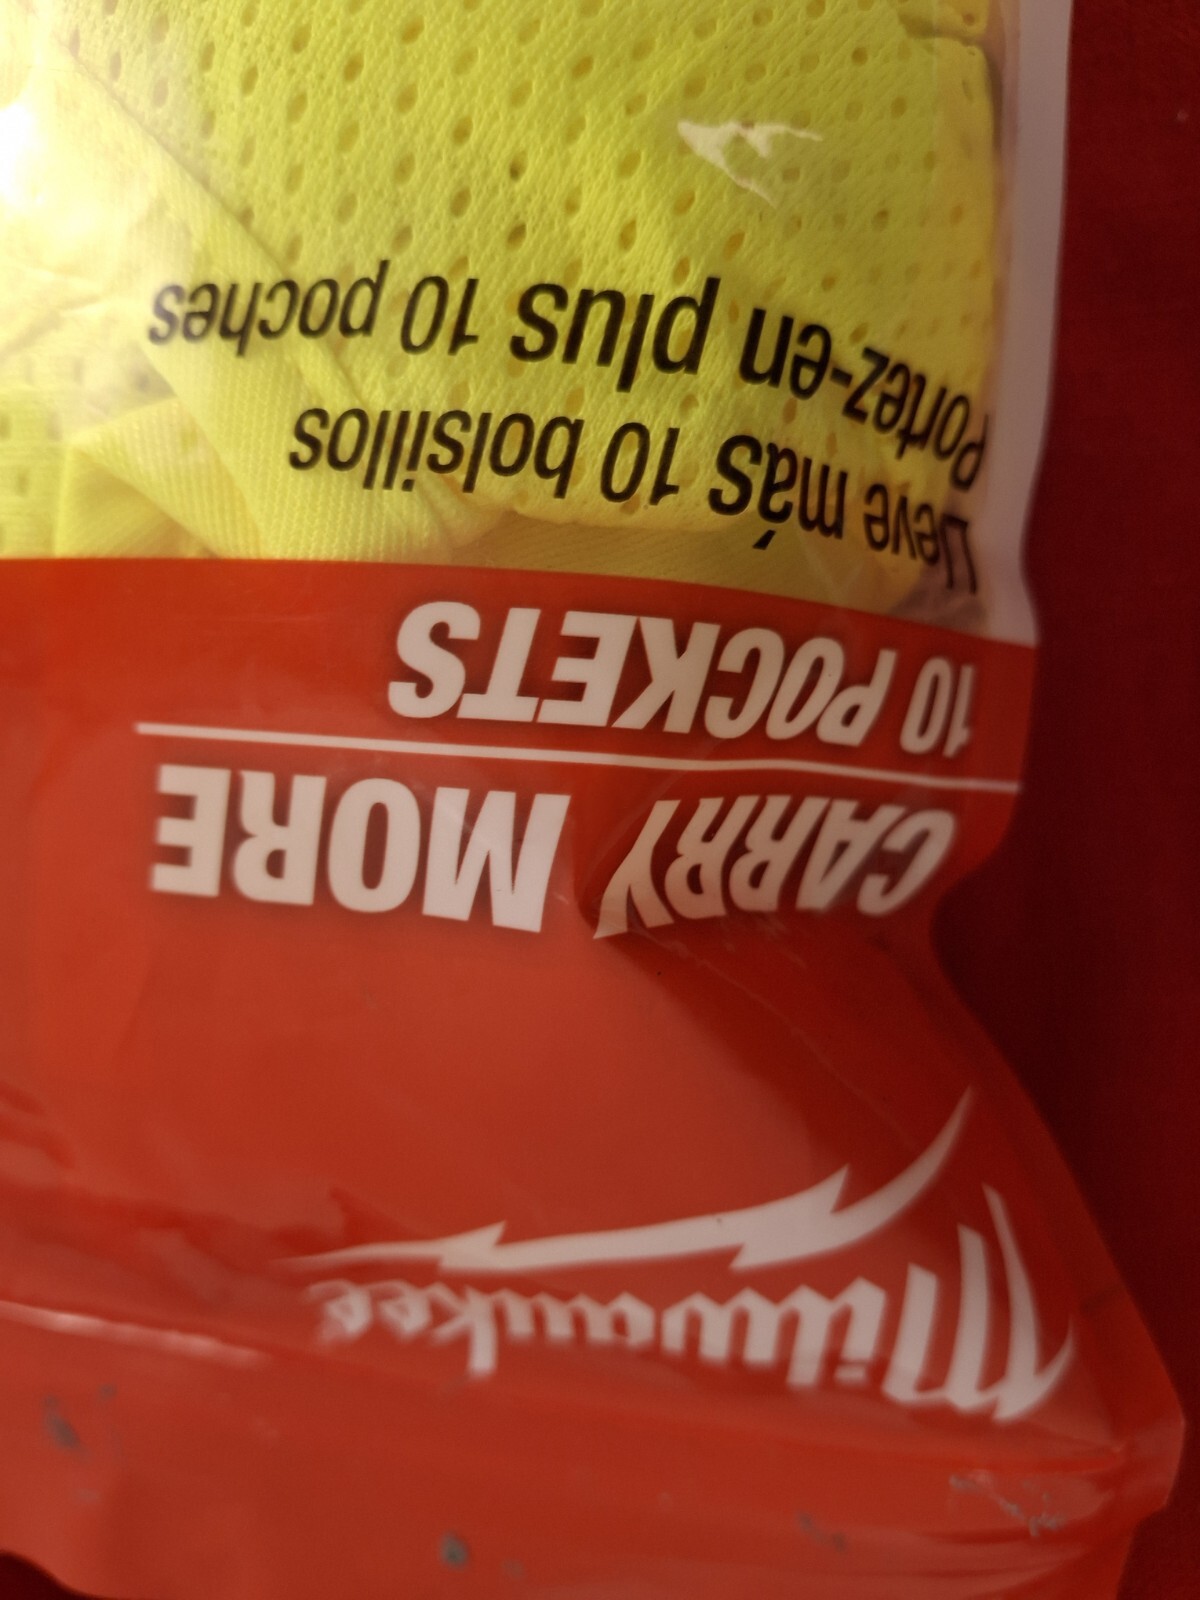 Milwaukee
CARRY MORE
10 POCKETS
Lleve más 10 bolsillos
Portez-en plus 10 poches